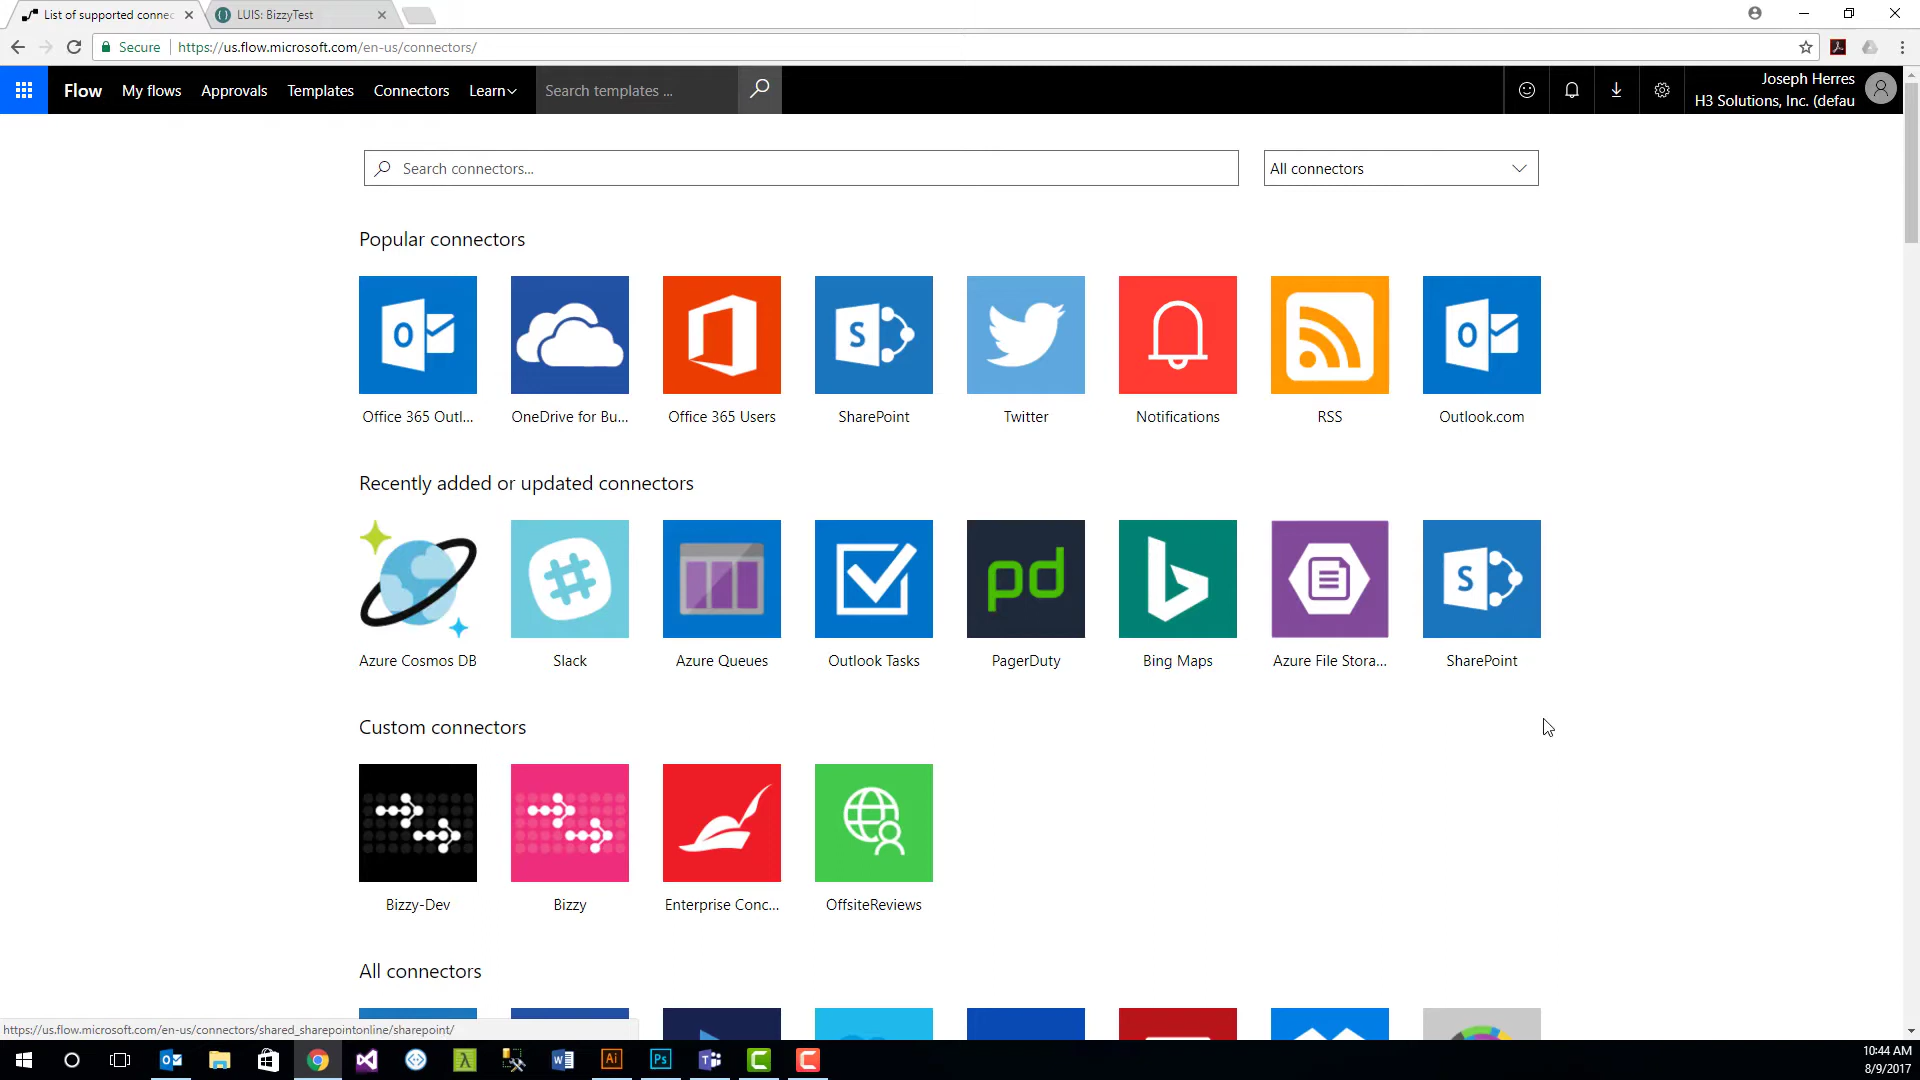 List of supported connec
LUIS: BizzyTest
Secure
https://us.flow.microsoft.com/en-us/connectors/
Flow
My flows
Approvals
Templates
Connectors
Learn
Search templates ...
Joseph Herres
H3 Solutions, Inc. (defau
Search connectors...
All connectors
Popular connectors
O
S
O
Office 365 Outl...
OneDrive for Bu...
Office 365 Users
SharePoint
Twitter
Notifications
RSS
Outlook.com
Recently added or updated connectors
pd
S
Azure Cosmos DB
Slack
Azure Queues
Outlook Tasks
PagerDuty
Bing Maps
Azure File Stora...
SharePoint
Custom connectors
Bizzy-Dev
Bizzy
Enterprise Conc...
OffsiteReviews
All connectors
https://us.flow.microsoft.com/en-us/connectors/shared_sharepointonline/sharepoint/
Ai
Ps
10:44 AM
8/9/2017